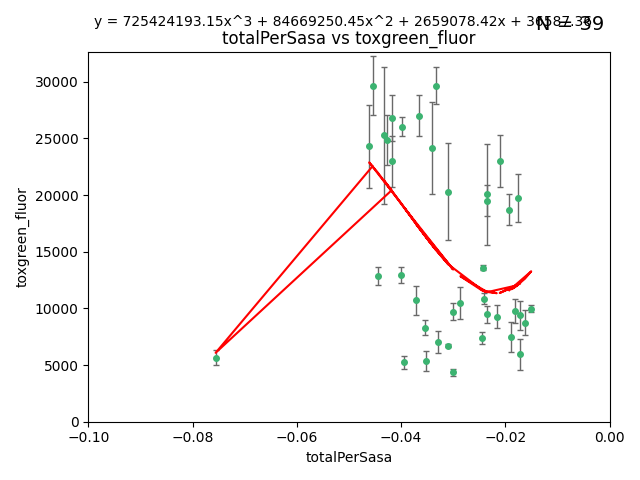 y = 725424193.15x^3 + 84669250.45x^2 + 2659078.42x + 36587.36
N = 39
totalPerSasa vs toxgreen_fluor
30000
25000
20000
15000
10000
5000
0
toxgreen_fluor
−0.10 −0.08 −0.06 −0.04 −0.02 0.00
totalPerSasa